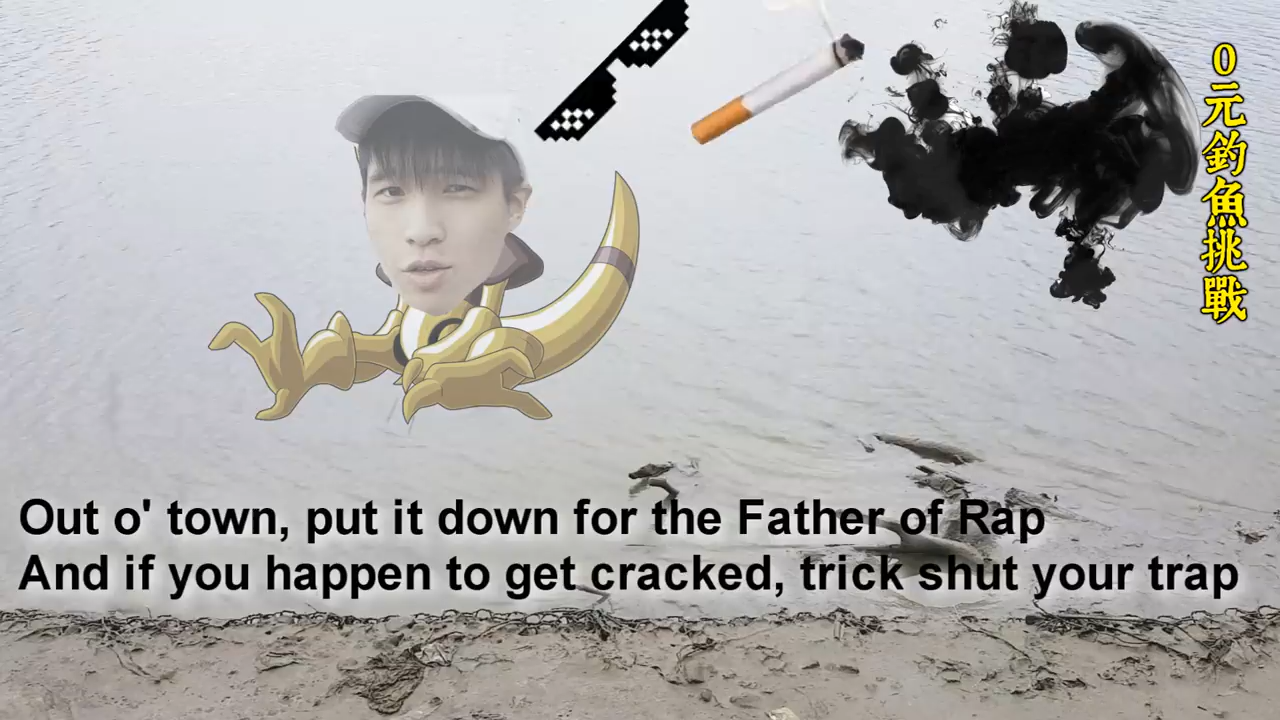 0元釣魚挑戰
Out o' town, put it down for the Father of Rap
And if you happen to get cracked, trick shut your trap